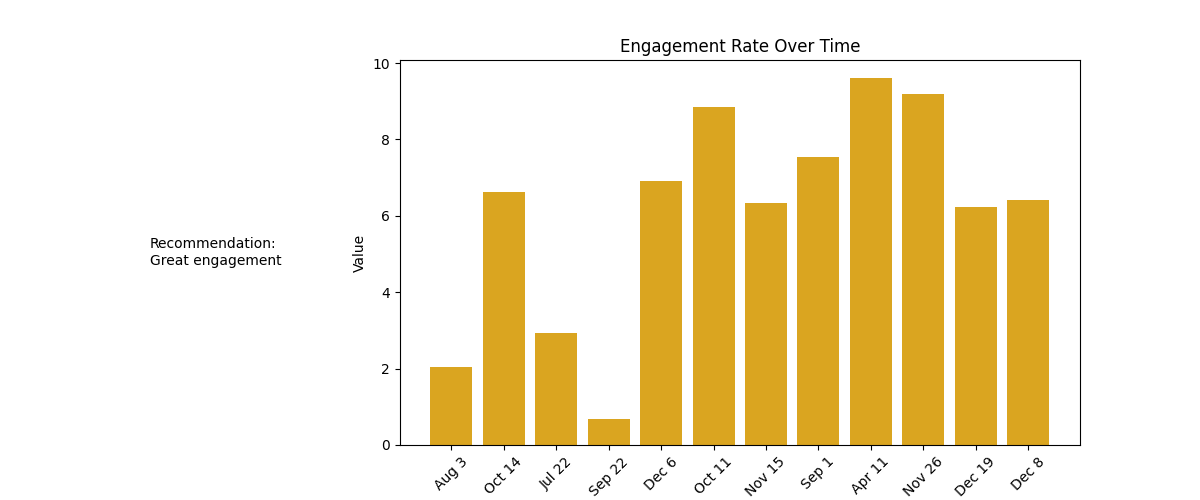 Engagement Rate Over Time
Recommendation:
Great engagement
Value
10
8
6
4
2
0
Aug 3
Oct 14
Jul 22
Sep 22
Dec 6
Oct 11
Nov 15
Sep 1
Apr 11
Nov 26
Dec 19
Dec 8